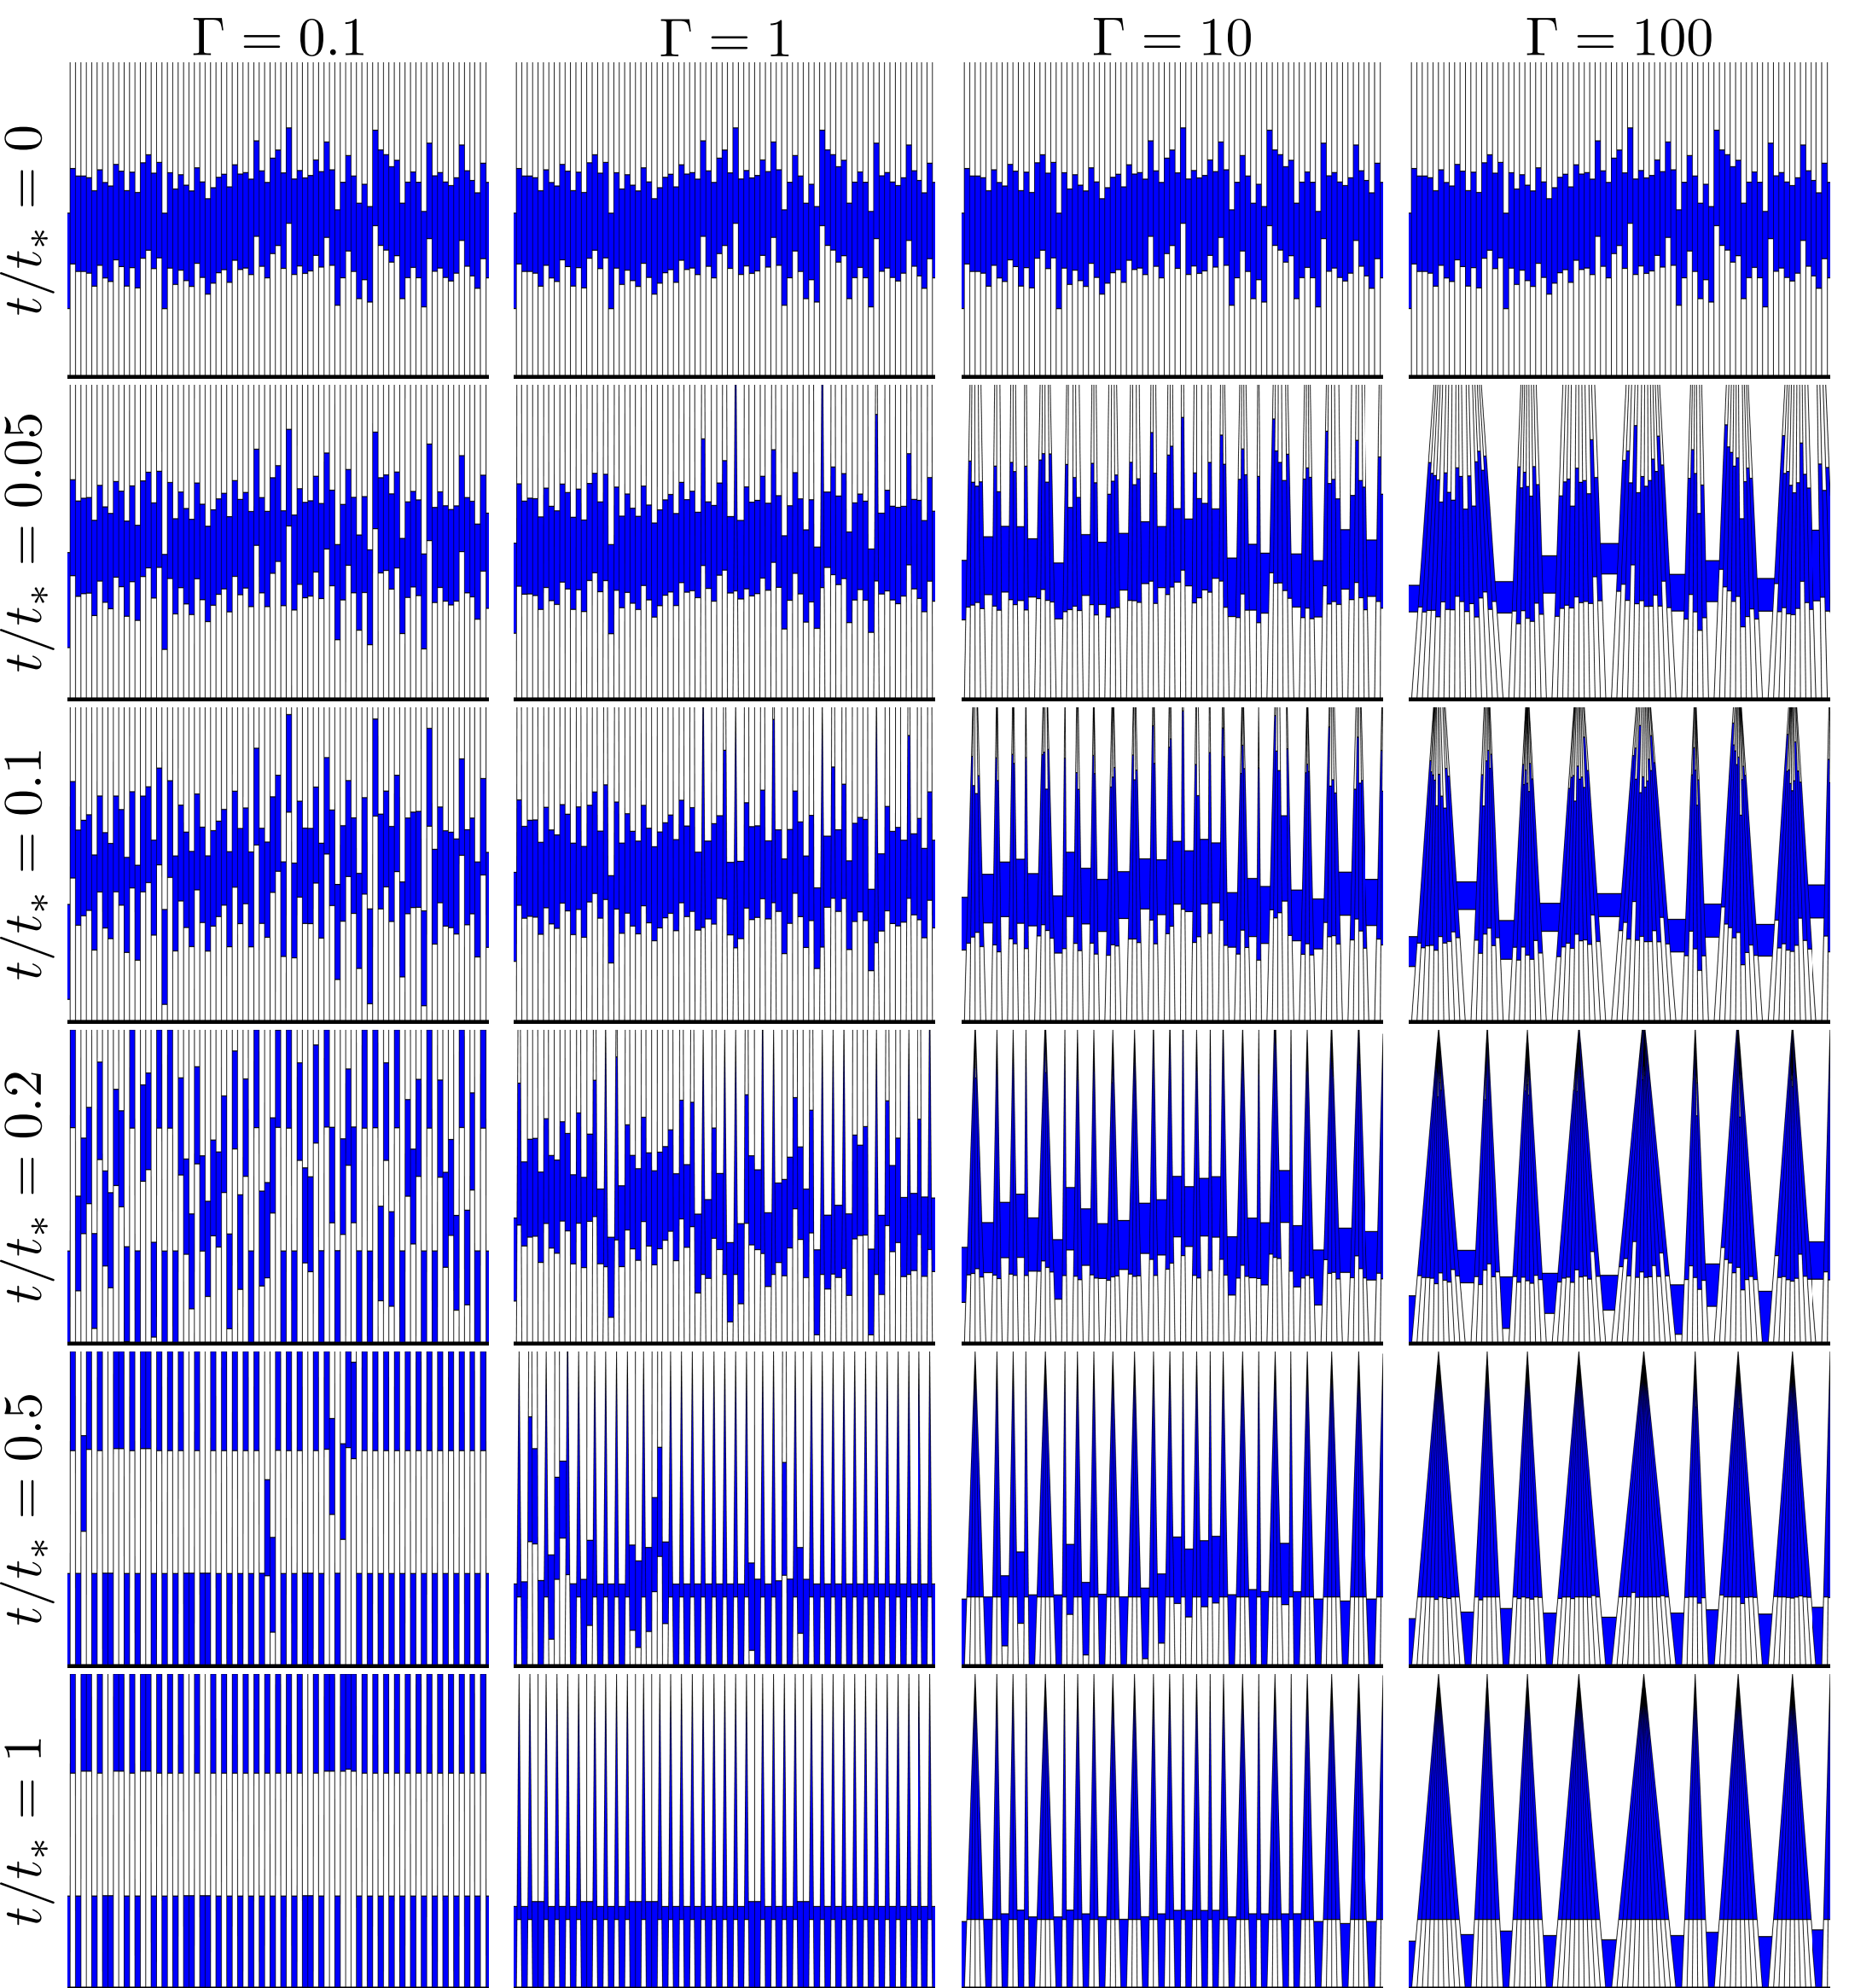 Γ = 0.1
Γ = 1
Γ = 10
Γ = 100
t/t∗ = 0
t/t∗ = 0.05
t/t∗ = 0.1
t/t∗ = 0.2
t/t∗ = 0.5
t/t∗ = 1